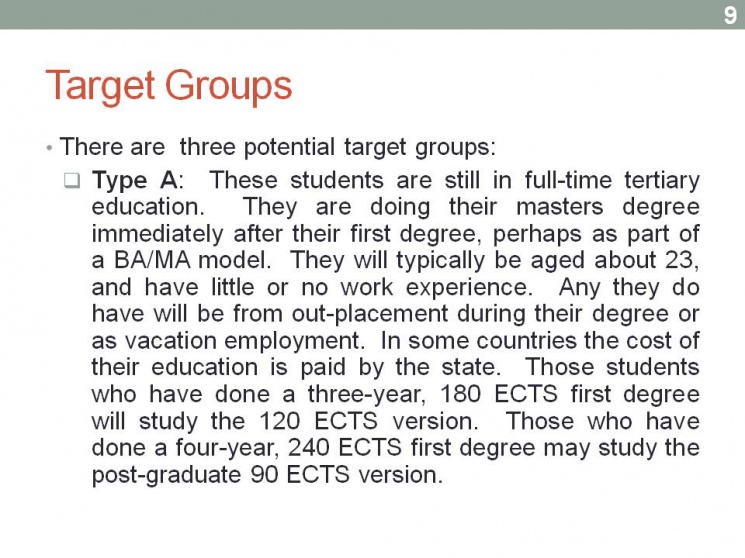 9
Target Groups
• There are three potential target groups:
❑ Type A: These students are still in full-time tertiary
education. They are doing their masters degree
immediately after their first degree, perhaps as part of
a BA/MA model. They will typically be aged about 23,
and have little or no work experience. Any they do
have will be from out-placement during their degree or
as vacation employment. In some countries the cost of
their education is paid by the state. Those students
who have done a three-year, 180 ECTS first degree
will study the 120 ECTS version. Those who have
done a four-year, 240 ECTS first degree may study the
post-graduate 90 ECTS version.